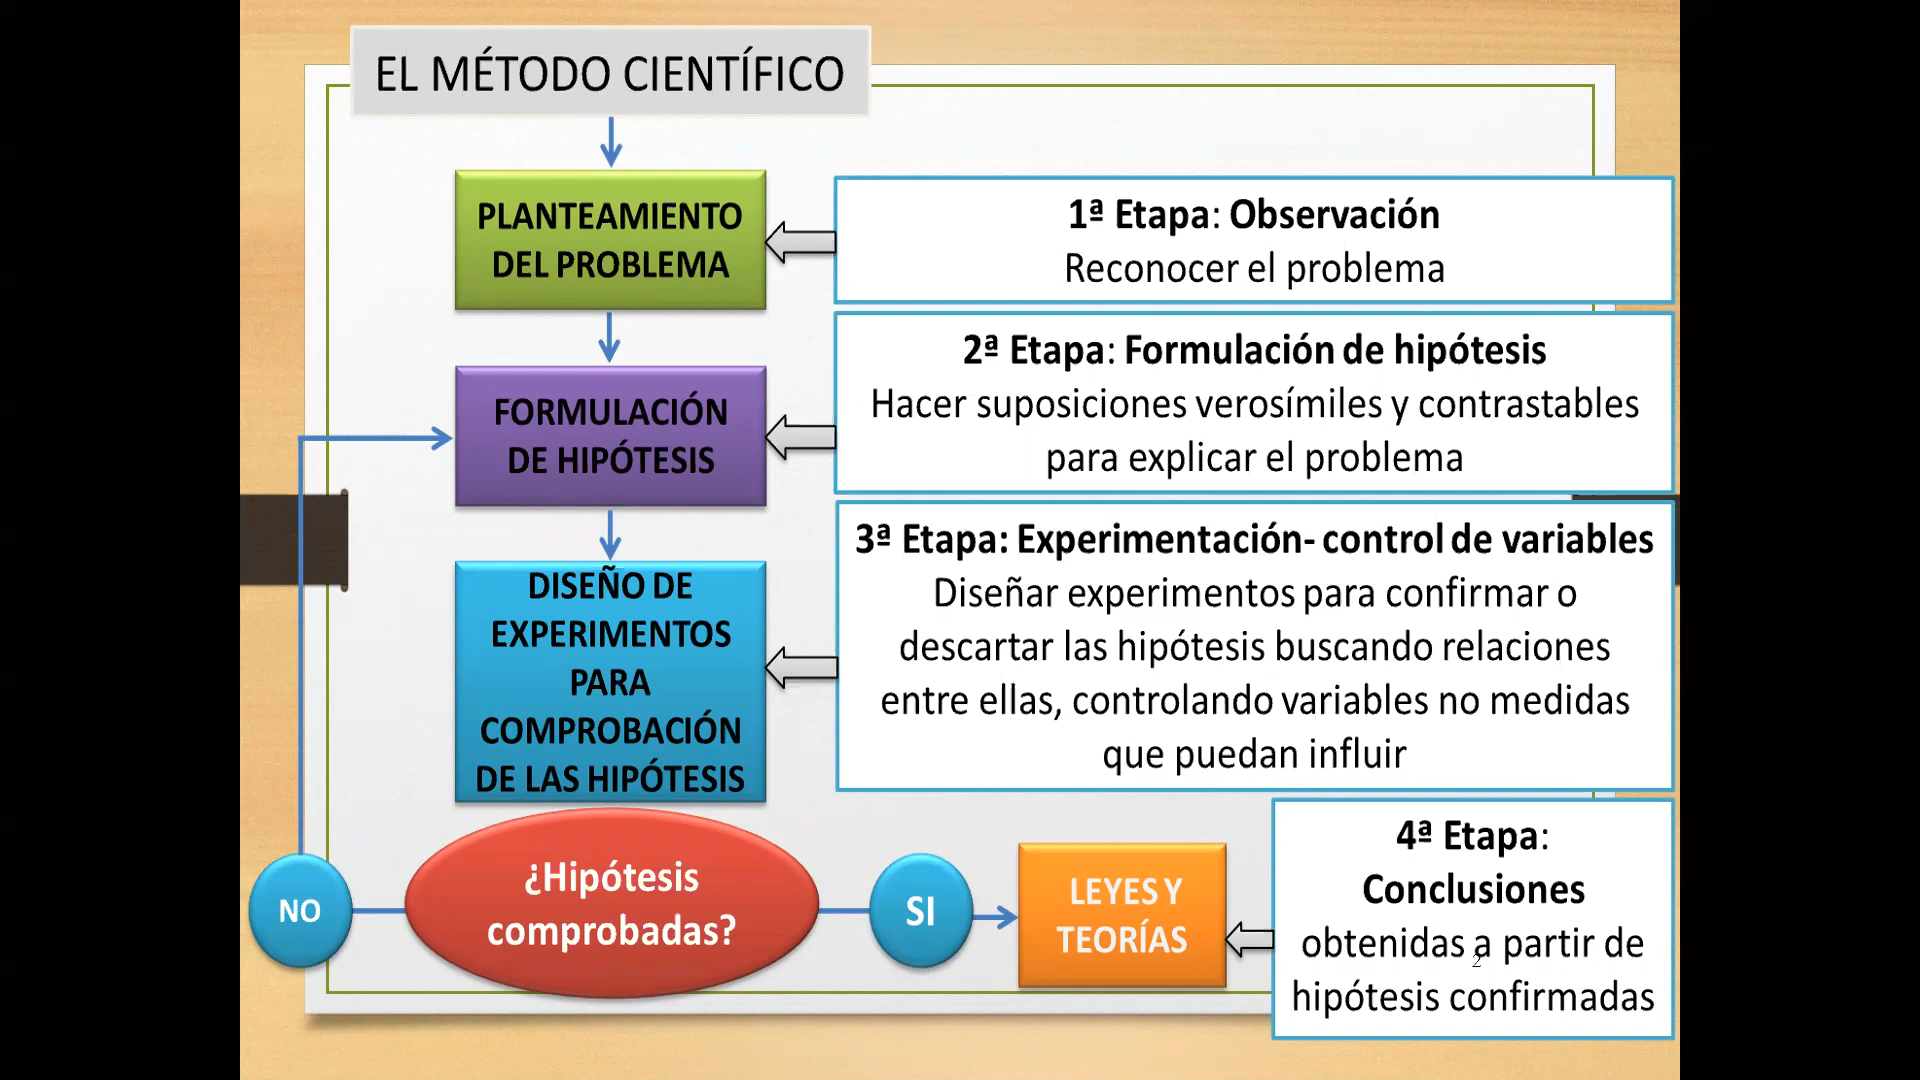 EL MÉTODO CIENTÍFICO
PLANTEAMIENTO
DEL PROBLEMA
1ª Etapa: Observación
Reconocer el problema
FORMULACIÓN
DE HIPÓTESIS
2ª Etapa: Formulación de hipótesis
Hacer suposiciones verosímiles y contrastables
para explicar el problema
DISEÑO DE
EXPERIMENTOS
PARA
COMPROBACIÓN
DE LAS HIPÓTESIS
3ª Etapa: Experimentación- control de variables
Diseñar experimentos para confirmar o
descartar las hipótesis buscando relaciones
entre ellas, controlando variables no medidas
que puedan influir
NO
¿Hipótesis
comprobadas?
SI
LEYES Y
TEORÍAS
4ª Etapa:
Conclusiones
obtenidas a partir de
hipótesis confirmadas
2